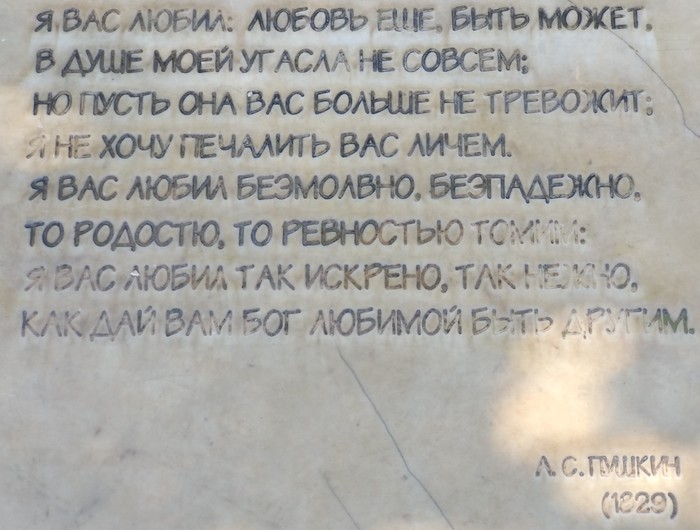 Я ВАС ЛЮБИЛ: ЛЮБОВЬ ЕЩЕ, БЫТЬ МОЖЕТ,
В ДУШЕ МОЕЙ УГАСЛА НЕ СОВСЕМ;
НО ПУСТЬ ОНА ВАС БОЛЬШЕ НЕ ТРЕВОЖИТ;
Я НЕ ХОЧУ ПЕЧАЛИТЬ ВАС ЛИЧЕМ.
Я ВАС ЛЮБИЛ БЕЗМОЛВНО, БЕЗПАДЕЖНО,
ТО РОДОСТЮ, ТО РЕВНОСТЬЮ ТОМИМ:
Я ВАС ЛЮБИЛ ТАК ИСКРЕНО, ТАК НЕЖНО,
КАК ДАЙ ВАМ БОГ ЛЮБИМОЙ БЫТЬ ДРУГИМ.
А. С. ПУШКИН
(1829)